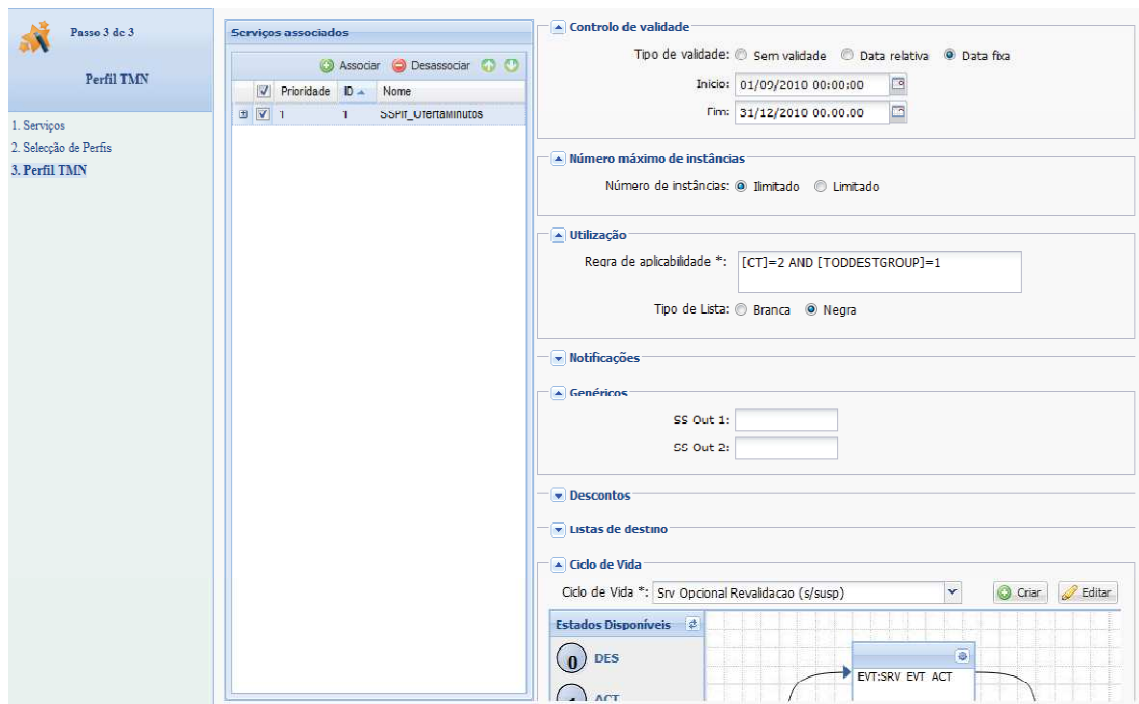 Passo 3 de 3
Perfil TMN
1. Serviços
2. Selecção de Perfis
3. Perfil TMN
Serviços associados
Associar Desassociar
Prioridade ID Nome
1 1 SSPlf_OfertaMinutos
Controlo de validade
Tipo de validade: Sem validade Data relativa Data fixa
Inicio: 01/09/2010 00:00:00
Fim: 31/12/2010 00:00:00
Número máximo de instâncias
Número de instâncias: Ilimitado Limitado
Utilização
Regra de aplicabilidade *: [CT]=2 AND [TODDESTGROUP]=1
Tipo de Lista: Branca Negra
Notificações
Genéricos
SS Out 1:
SS Out 2:
Descontos
Listas de destino
Ciclo de Vida
Ciclo de Vida *: Srv Opcional Revalidacao (s/susp) Criar Editar
Estados Disponíveis
0 DES
EVT:SRV EVT ACT
1 ACT